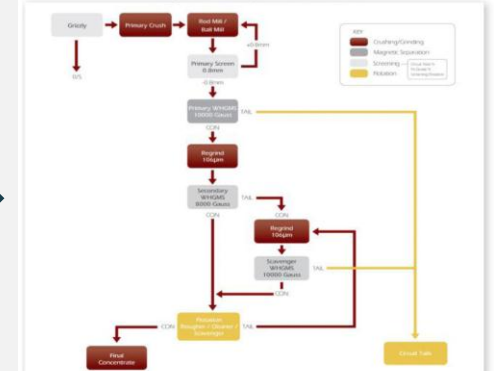 Grizzly
Primary Crush
Rod Mill /
Ball Mill
KEY
Crushing/Grinding
Magnetic Separation
Screening
Flotation
+0.8mm
Primary Screen
0.8mm
-0.8mm
Primary WHGMS
10000 Gauss
TAIL
CON
Regrind
106µm
Secondary
WHGMS
8000 Gauss
TAIL
CON
CON
Regrind
106µm
Scavenger
WHGMS
10000 Gauss
TAIL
CON
Flotation
Cleaner /
Scavenger
CON
TAIL
Final
Concentrate
Circuit Tails